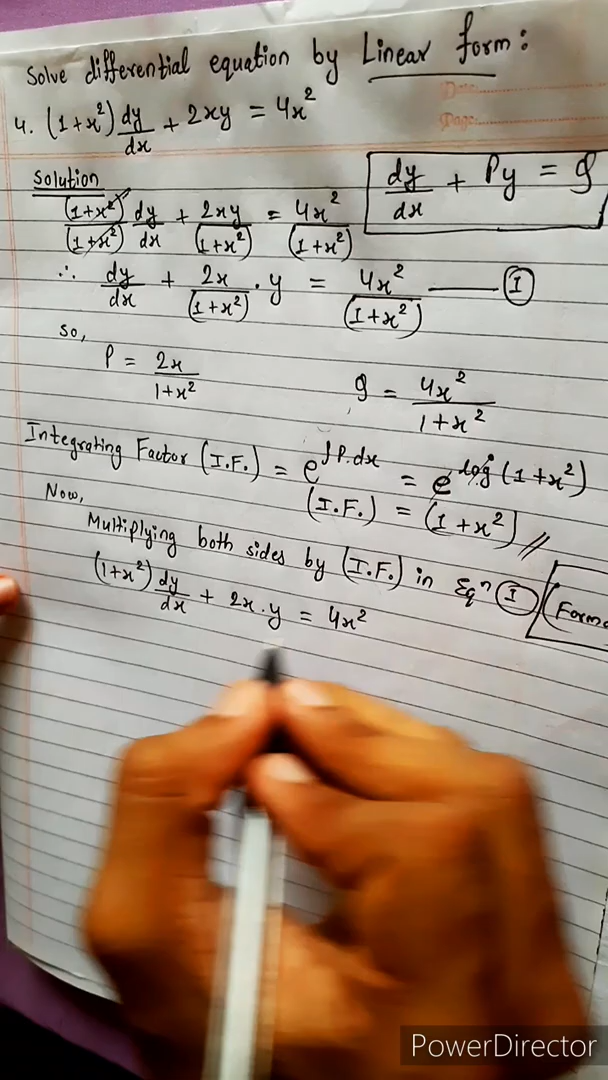 Solve differential equation by Linear form:
Date:
4. (1+x²) dy/dx + 2xy = 4x²
Page:
Solution
dy/dx + Py = Q
(1+x²)/(1+x²) dy/dx + 2xy/(1+x²) = 4x²/(1+x²)
∴ dy/dx + 2x/(1+x²) · y = 4x²/(1+x²) —— I
So,
P = 2x/1+x² Q = 4x²/1+x²
Integrating Factor (I.F.) = e^∫P.dx = e^log(1+x²)
(I.F.) = (1+x²) //
Now,
Multiplying both sides by (I.F.) in Eqⁿ I
(1+x²) dy/dx + 2x.y = 4x²
PowerDirector